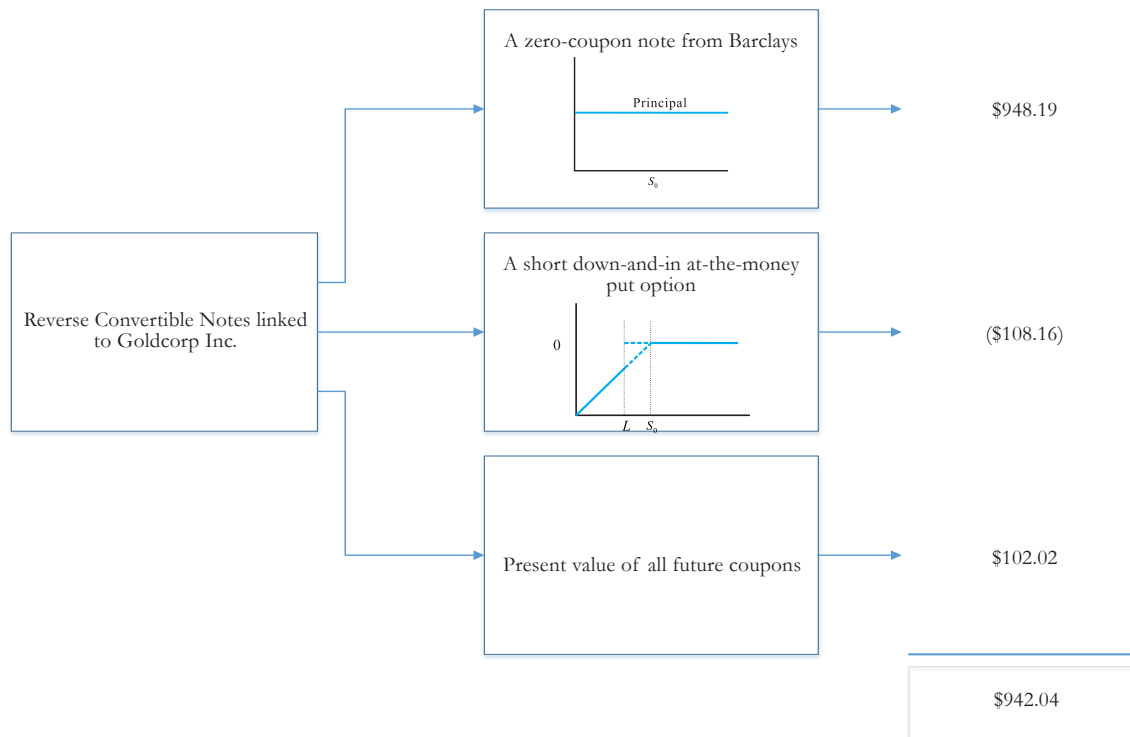 A zero-coupon note from Barclays
Principal
S₀
$948.19
Reverse Convertible Notes linked
to Goldcorp Inc.
A short down-and-in at-the-money
put option
0
L S₀
($108.16)
Present value of all future coupons
$102.02
$942.04